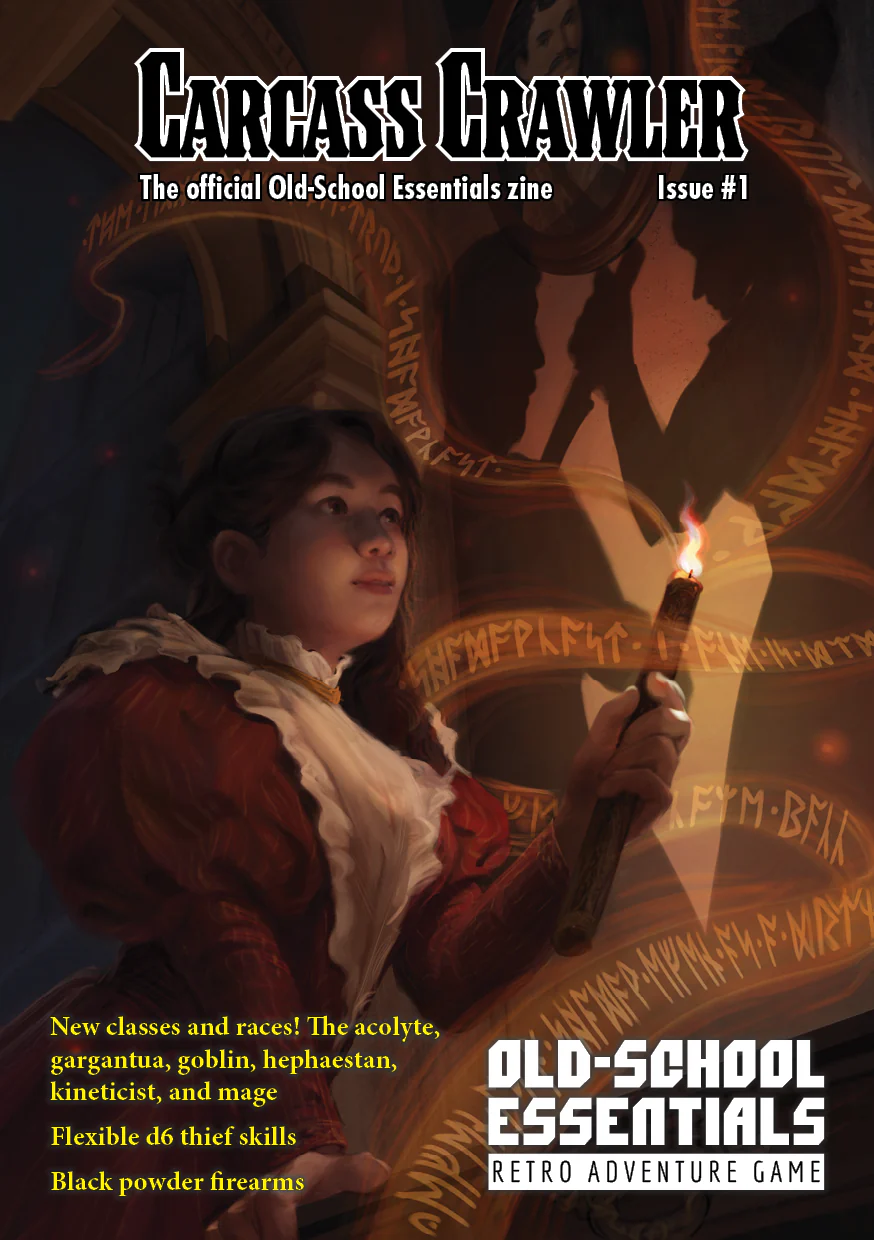 CARCASS CRAWLER
The official Old-School Essentials zine
Issue #1
New classes and races! The acolyte,
gargantua, goblin, hephaestan,
kineticist, and mage
Flexible d6 thief skills
Black powder firearms
OLD-SCHOOL
ESSENTIALS
RETRO ADVENTURE GAME